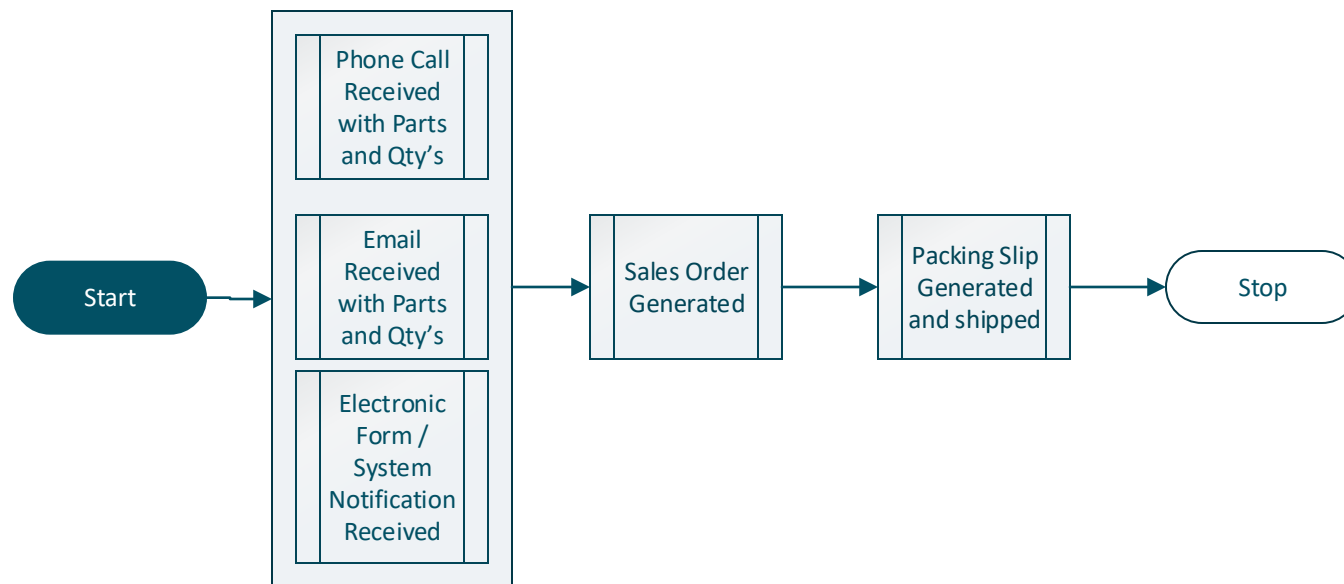 Start
Phone Call
Received
with Parts
and Qty’s
Email
Received
with Parts
and Qty’s
Electronic
Form /
System
Notification
Received
Sales Order
Generated
Packing Slip
Generated
and shipped
Stop